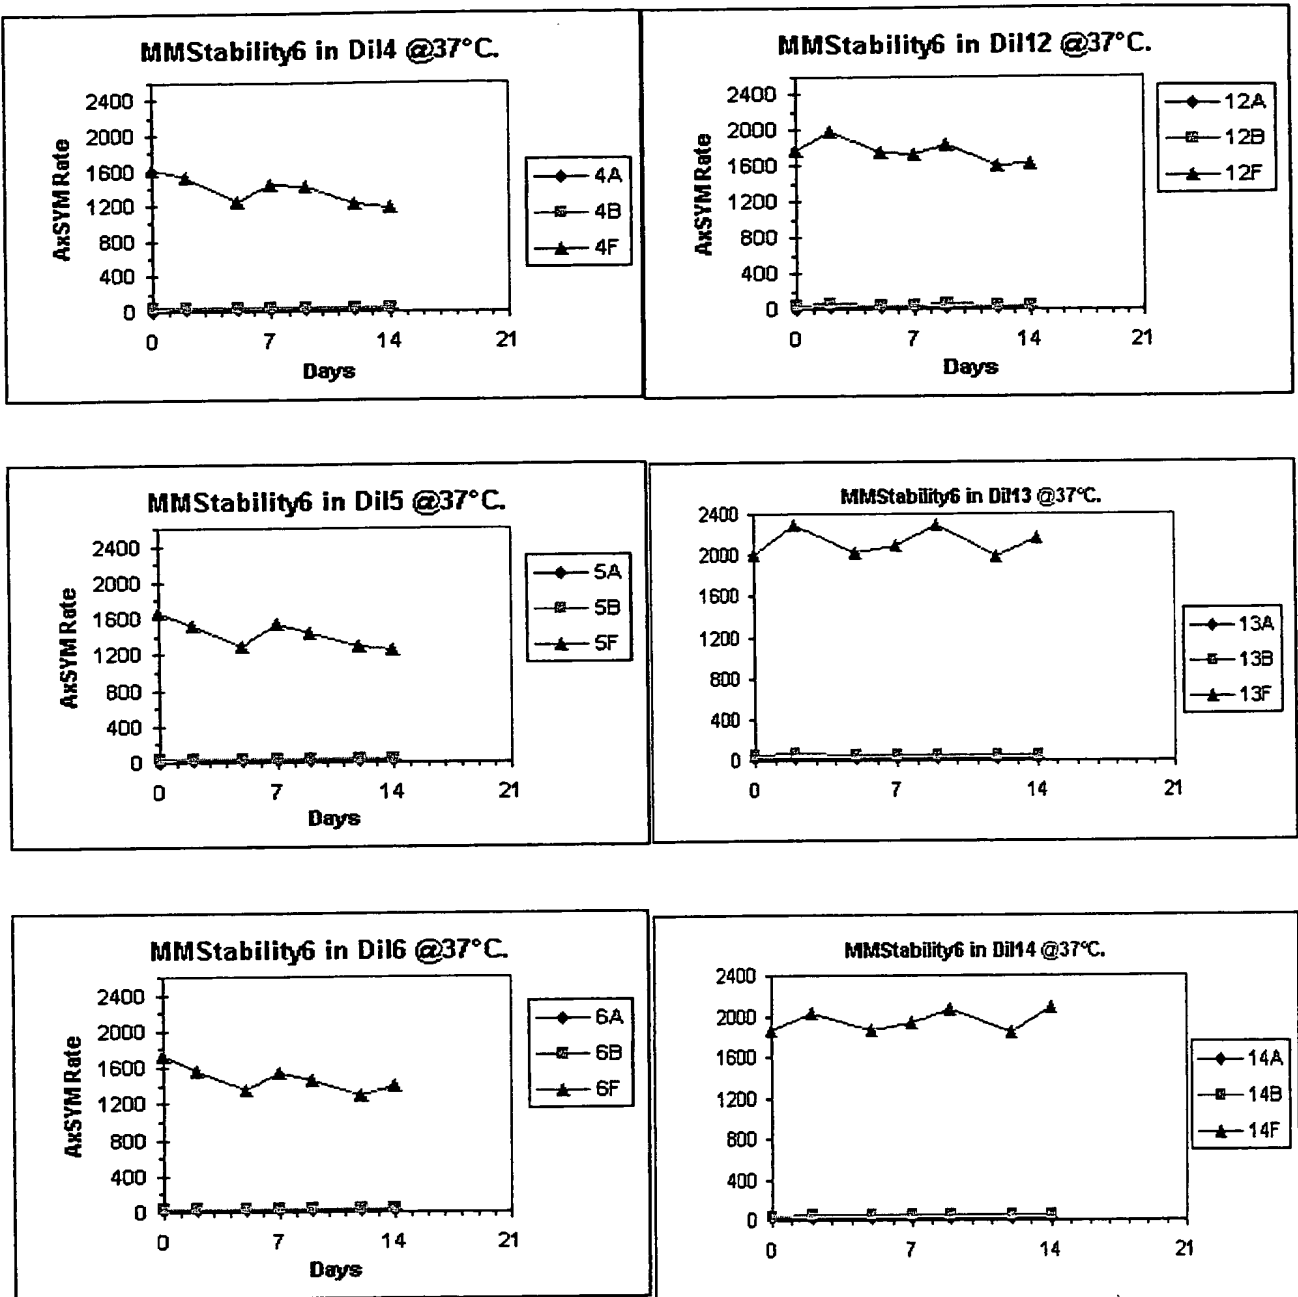 MMStability6 in Dil4 @37°C.
AxSYM Rate
2400
2000
1600
1200
800
400
0
0 7 14 21
Days
4A
4B
4F
MMStability6 in Dil12 @37°C.
AxSYM Rate
2400
2000
1600
1200
800
400
0
0 7 14 21
Days
12A
12B
12F
MMStability6 in Dil5 @37°C.
AxSYM Rate
2400
2000
1600
1200
800
400
0
0 7 14 21
Days
5A
5B
5F
MMStability6 in Dil13 @37°C.
2400
2000
1600
1200
800
400
0
0 7 14 21
13A
13B
13F
MMStability6 in Dil6 @37°C.
AxSYM Rate
2400
2000
1600
1200
800
400
0
0 7 14 21
Days
6A
6B
6F
MMStability6 in Dil14 @37°C.
2400
2000
1600
1200
800
400
0
0 7 14 21
14A
14B
14F